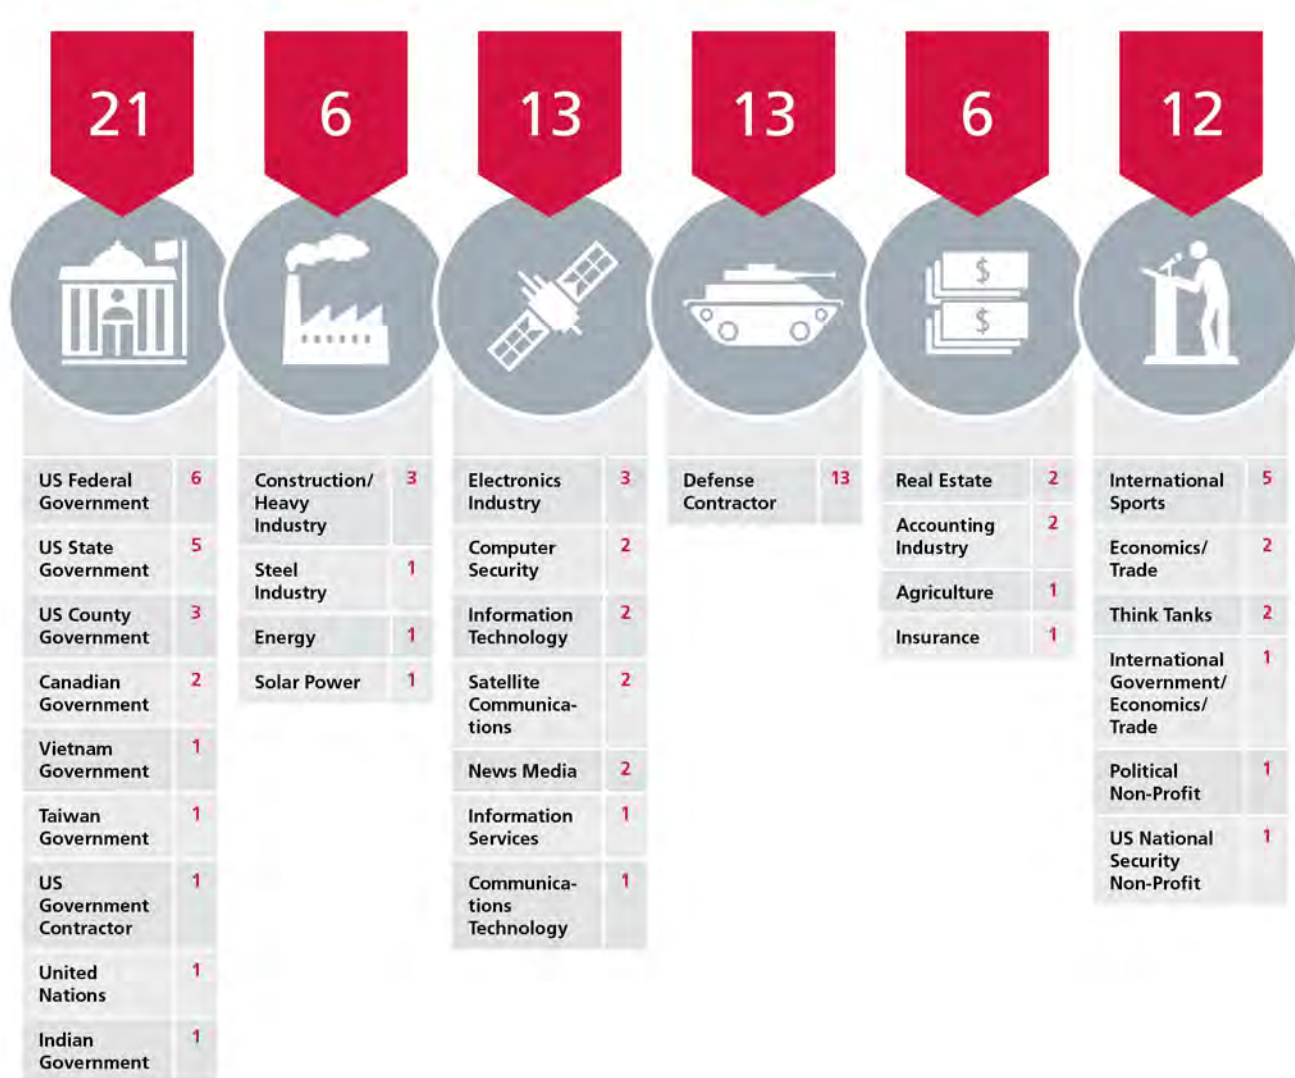 21
6
13
13
6
12
$
$
US Federal
Government
6
US State
Government
5
US County
Government
3
Canadian
Government
2
Vietnam
Government
1
Taiwan
Government
1
US
Government
Contractor
1
United
Nations
1
Indian
Government
1
Construction/
Heavy
Industry
3
Steel
Industry
1
Energy
1
Solar Power
1
Electronics
Industry
3
Computer
Security
2
Information
Technology
2
Satellite
Communica-
tions
2
News Media
2
Information
Services
1
Communica-
tions
Technology
1
Defense
Contractor
13
Real Estate
2
Accounting
Industry
2
Agriculture
1
Insurance
1
International
Sports
5
Economics/
Trade
2
Think Tanks
2
International
Government/
Economics/
Trade
1
Political
Non-Profit
1
US National
Security
Non-Profit
1